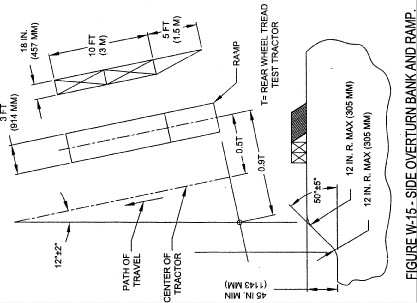 3 FT
(914 MM)
18 IN.
(457 MM)
10 FT
(3 M)
5 FT
(1.5 M)
RAMP
T= REAR WHEEL TREAD
TEST TRACTOR
0.5T
0.9T
12°±2°
PATH OF
TRAVEL
CENTER OF
TRACTOR
45 IN. MIN
(1143 MM)
50°±5°
12 IN. R. MAX (305 MM)
12 IN. R. MAX (305 MM)
FIGURE W-15 - SIDE OVERTURN BANK AND RAMP.